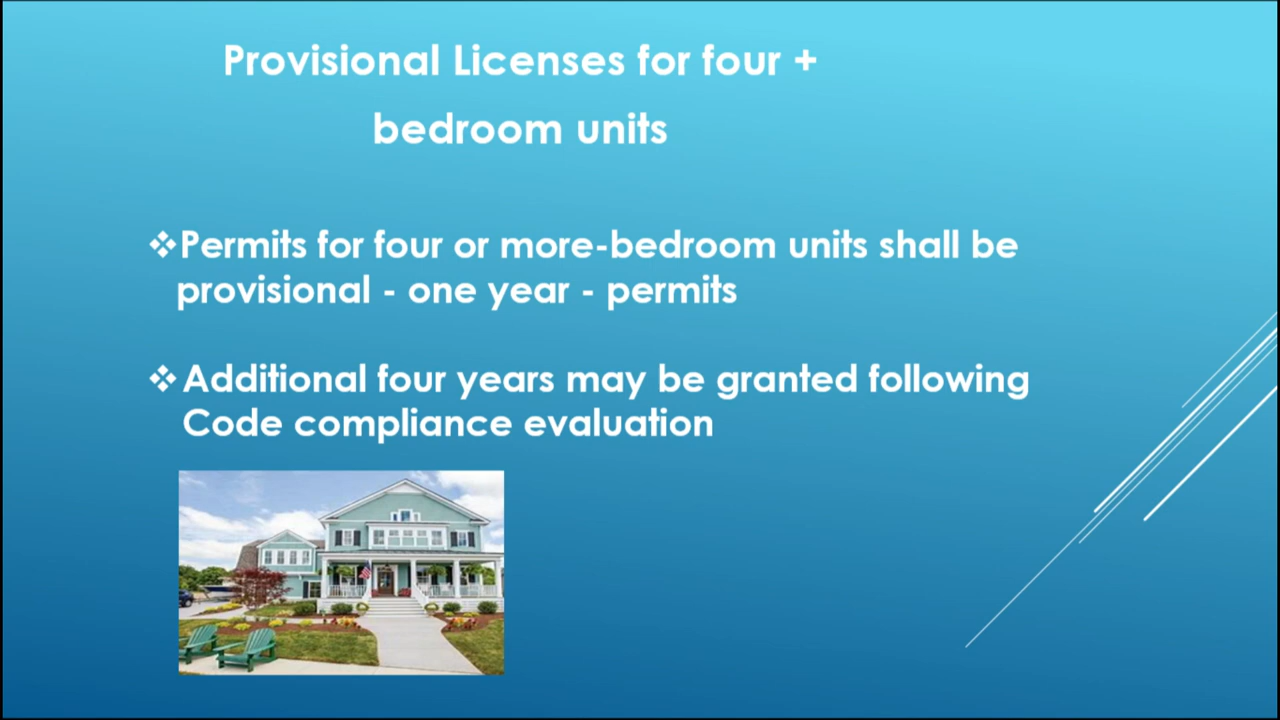 Provisional Licenses for four +
bedroom units
❖Permits for four or more-bedroom units shall be
provisional - one year - permits
❖Additional four years may be granted following
Code compliance evaluation